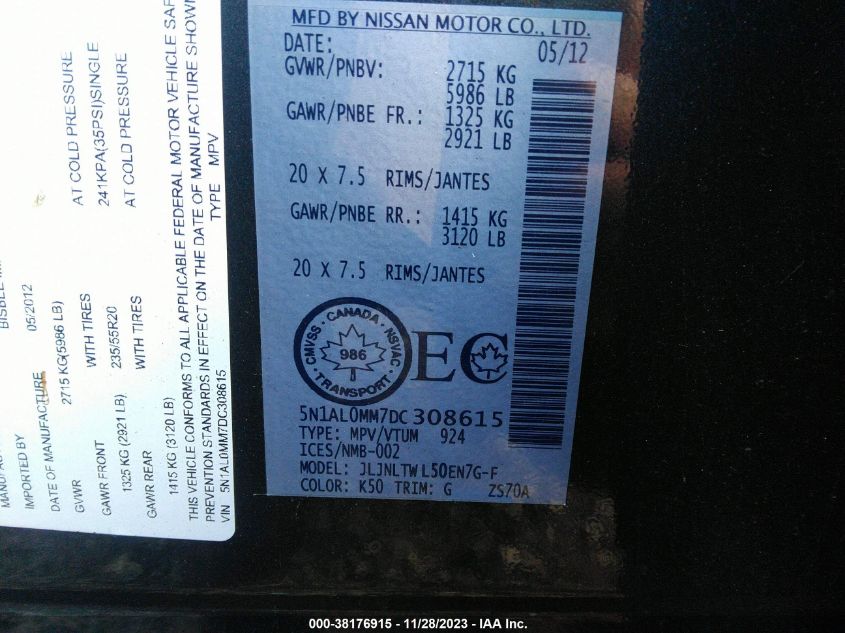 MFD BY NISSAN MOTOR CO., LTD.
DATE: 05/12
GVWR/PNBV: 2715 KG
5986 LB
GAWR/PNBE FR.: 1325 KG
2921 LB
20 X 7.5 RIMS/JANTES
GAWR/PNBE RR.: 1415 KG
3120 LB
20 X 7.5 RIMS/JANTES
CANADA
CMVSS NSVAC
986
TRANSPORT
EC
5N1AL0MM7DC308615
TYPE: MPV/VTUM 924
ICES/NMB-002
MODEL: JLJNLTWL50EN7G-F
COLOR: K50 TRIM: G ZS70A
IMPORTED BY
DATE OF MANUFACTURE 05/2012
GVWR 2715 KG(5986 LB)
GAWR FRONT WITH TIRES AT COLD PRESSURE
1325 KG (2921 LB) 235/55R20 241KPA(35PSI)SINGLE
GAWR REAR WITH TIRES AT COLD PRESSURE
1415 KG (3120 LB)
THIS VEHICLE CONFORMS TO ALL APPLICABLE FEDERAL MOTOR VEHICLE
PREVENTION STANDARDS IN EFFECT ON THE DATE OF MANUFACTURE SHOWN
VIN 5N1AL0MM7DC308615 TYPE MPV
000-38176915 - 11/28/2023 - IAA Inc.